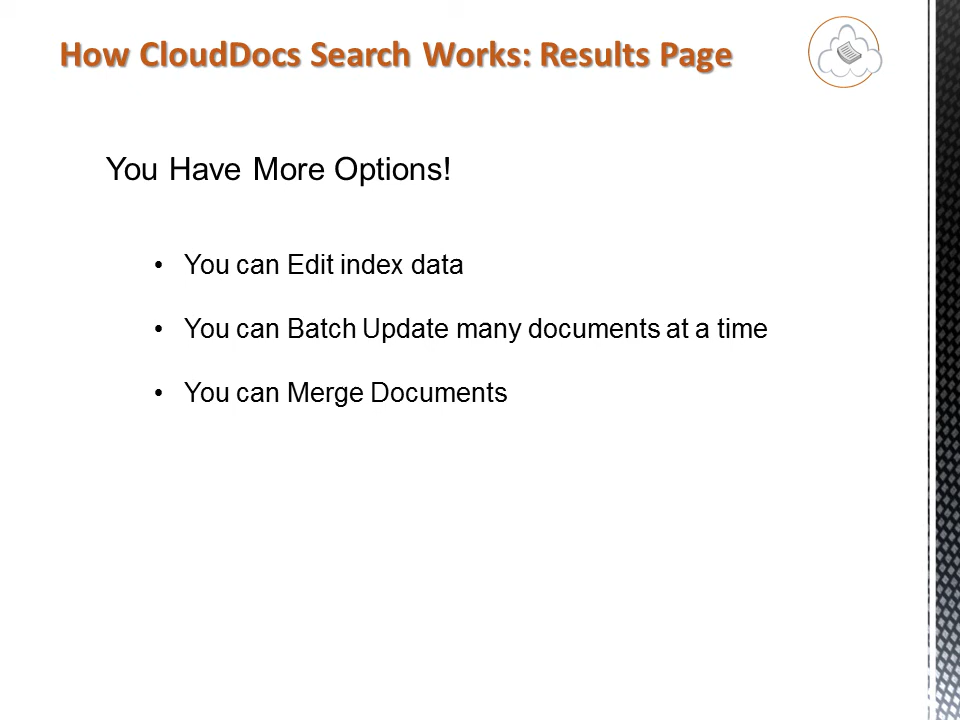 How CloudDocs Search Works: Results Page
You Have More Options!
• You can Edit index data
• You can Batch Update many documents at a time
• You can Merge Documents